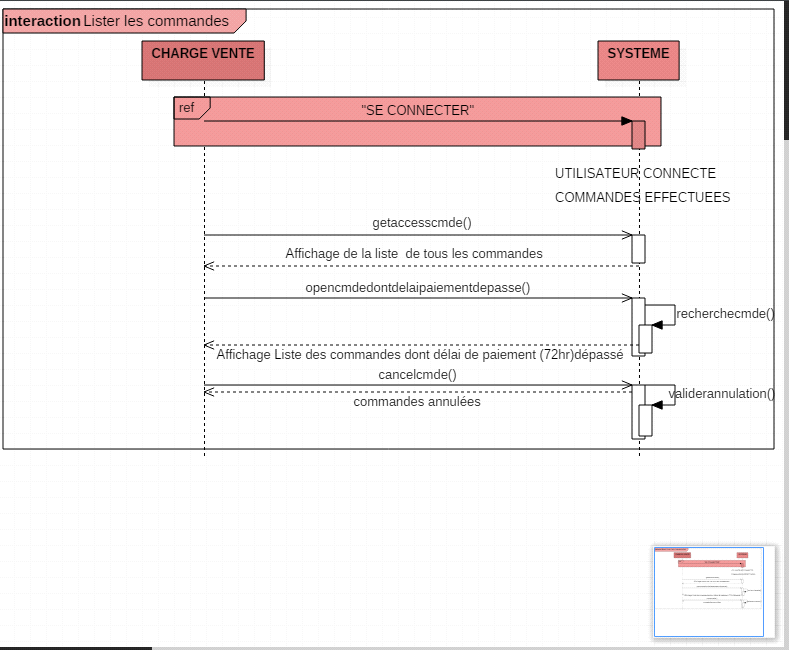 interaction Lister les commandes
CHARGE VENTE
SYSTEME
ref
"SE CONNECTER"
UTILISATEUR CONNECTE
COMMANDES EFFECTUEES
getaccesscmde()
Affichage de la liste  de tous les commandes
opencmdedontdelaipaiementdepasse()
recherchecmde()
Affichage Liste des commandes dont délai de paiement (72hr)dépassé
cancelcmde()
validerannulation()
commandes annulées